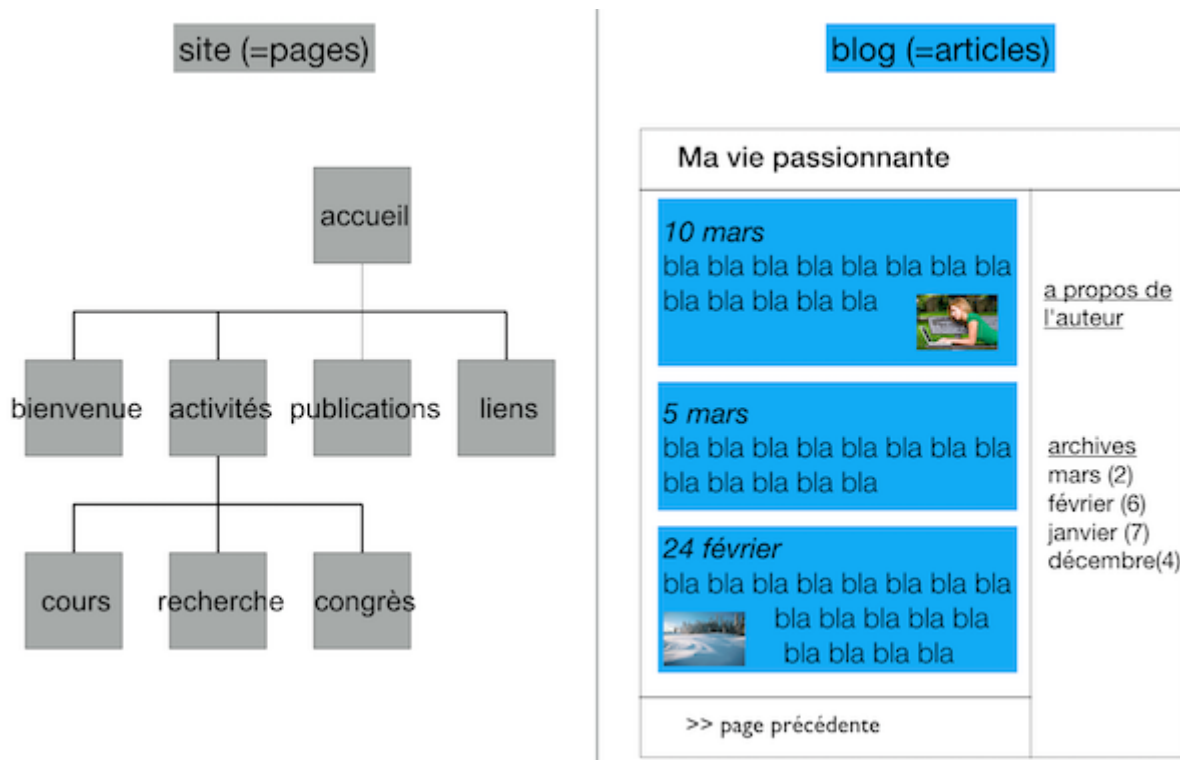 site (=pages)
accueil
bienvenue
activités
publications
liens
cours
recherche
congrès
blog (=articles)
Ma vie passionnante
10 mars
bla bla bla bla bla bla bla bla
bla bla bla bla bla
5 mars
bla bla bla bla bla bla bla bla
bla bla bla bla bla
24 février
bla bla bla bla bla bla bla bla
bla bla bla bla bla
bla bla bla bla
>> page précédente
a propos de
l'auteur
archives
mars (2)
février (6)
janvier (7)
décembre(4)